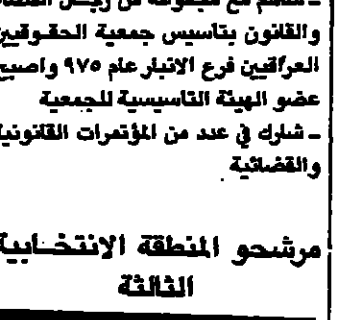 ـ ساهم مع مجموعة من رجال القضاء
والقانون بتاسيس جمعية الحقوقيين
العراقيين فرع الانبار عام ٩٧٥ واصبح
عضو الهيئة التاسيسية للجمعية
ـ شارك في عدد من المؤتمرات القانونية
والقضائية
مرشحو المنطقة الانتخابية
الثالثة